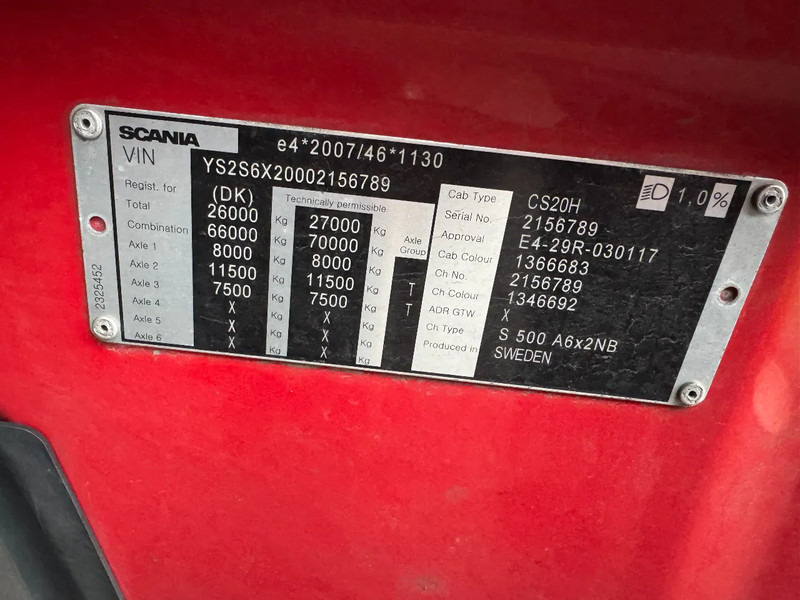 SCANIA e4*2007/46*1130
VIN YS2S6X20002156789
Regist. for (DK) Technically permissible
Total 26000 Kg 27000 Kg
Combination 66000 Kg 70000 Kg Axle Group
Axle 1 8000 Kg 8000 Kg
Axle 2 11500 Kg 11500 Kg T
Axle 3 7500 Kg 7500 Kg T
Axle 4 X Kg X Kg
Axle 5 X Kg X Kg
Axle 6 X Kg X Kg
Cab Type CS20H
Serial No. 2156789
Approval E4-29R-030117
Cab Colour 1366683
Ch No. 2156789
Ch Colour 1346692
ADR GTW X
Ch Type S 500 A6x2NB
Produced in SWEDEN
1,0%
2325452